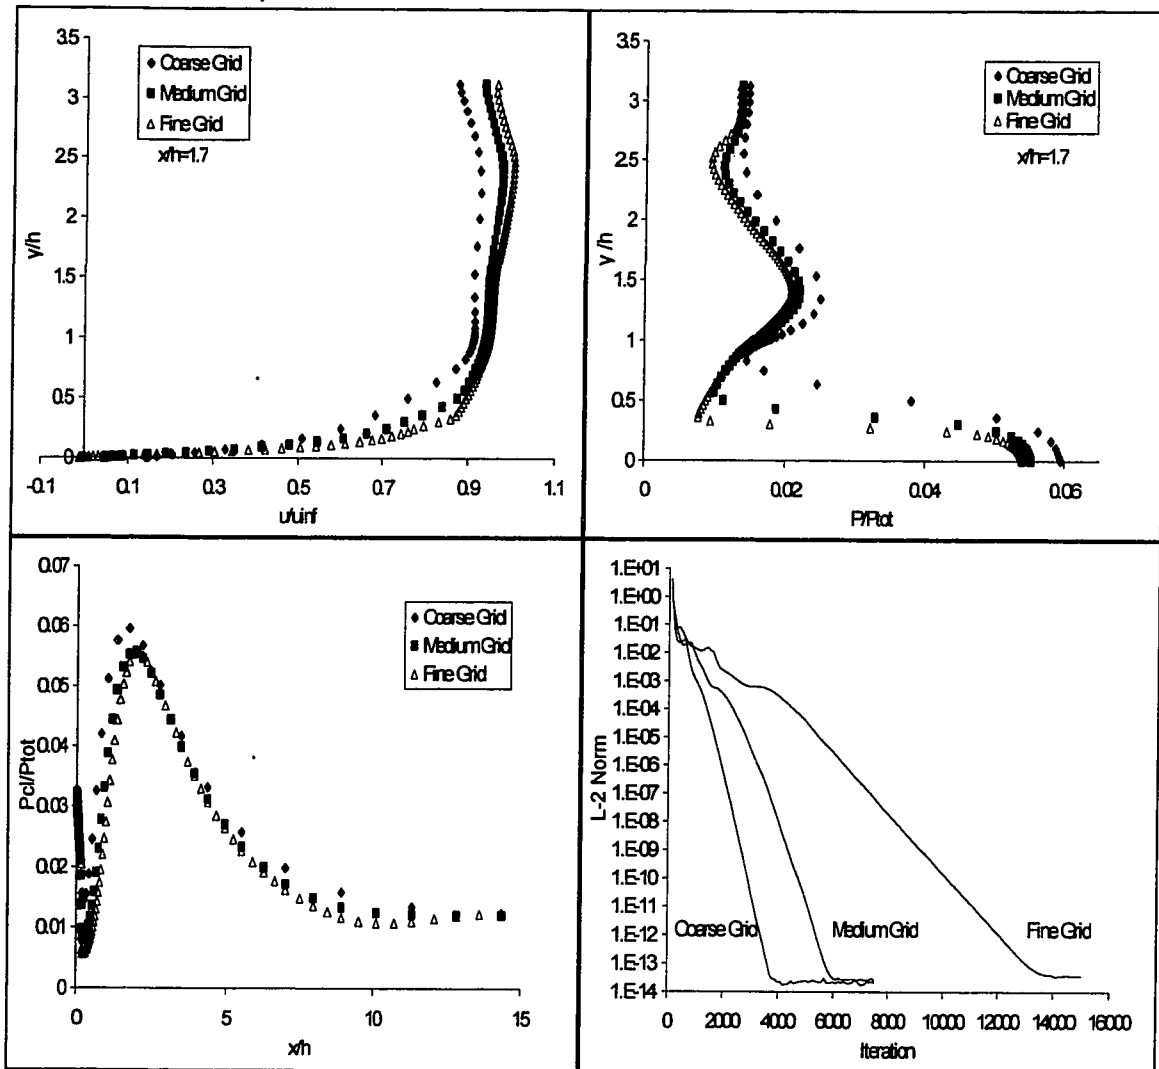 3.5
3
2.5
2
1.5
1
0.5
0
y/h
Coarse Grid
Medium Grid
Fine Grid
x/h=1.7
-0.1
0.1
0.3
0.5
0.7
0.9
1.1
u/uinf
3.5
3
2.5
2
1.5
1
0.5
0
y/h
Coarse Grid
Medium Grid
Fine Grid
x/h=1.7
0
0.02
0.04
0.06
P/Ptot
0.07
0.06
0.05
0.04
0.03
0.02
0.01
0
Pcl/Ptot
Coarse Grid
Medium Grid
Fine Grid
0
5
10
15
x/h
1.E+01
1.E+00
1.E-01
1.E-02
1.E-03
1.E-04
1.E-05
1.E-06
1.E-07
1.E-08
1.E-09
1.E-10
1.E-11
1.E-12
1.E-13
1.E-14
L-2 Norm
Coarse Grid
Medium Grid
Fine Grid
0
2000
4000
6000
8000
10000
12000
14000
16000
Iteration